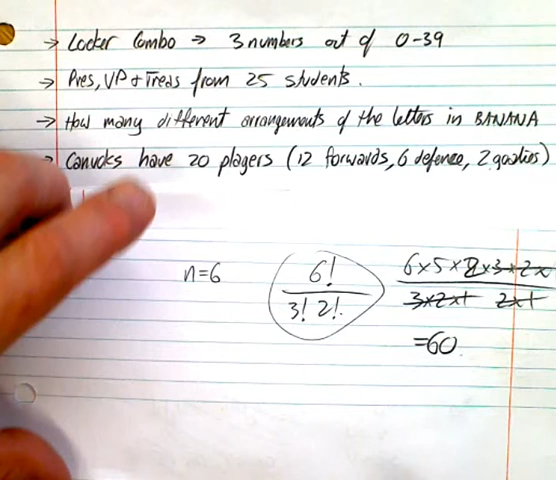 → Locker Combo → 3 numbers out of 0-39
→ Pres, VP + Treas from 25 students.
→ How many different arrangements of the letters in BANANA
→ Canucks have 20 players (12 forwards, 6 defence, 2 goalies)
n=6
6!
3! 2!
6×5×2×3×2×
3×2×1 2×1
=60